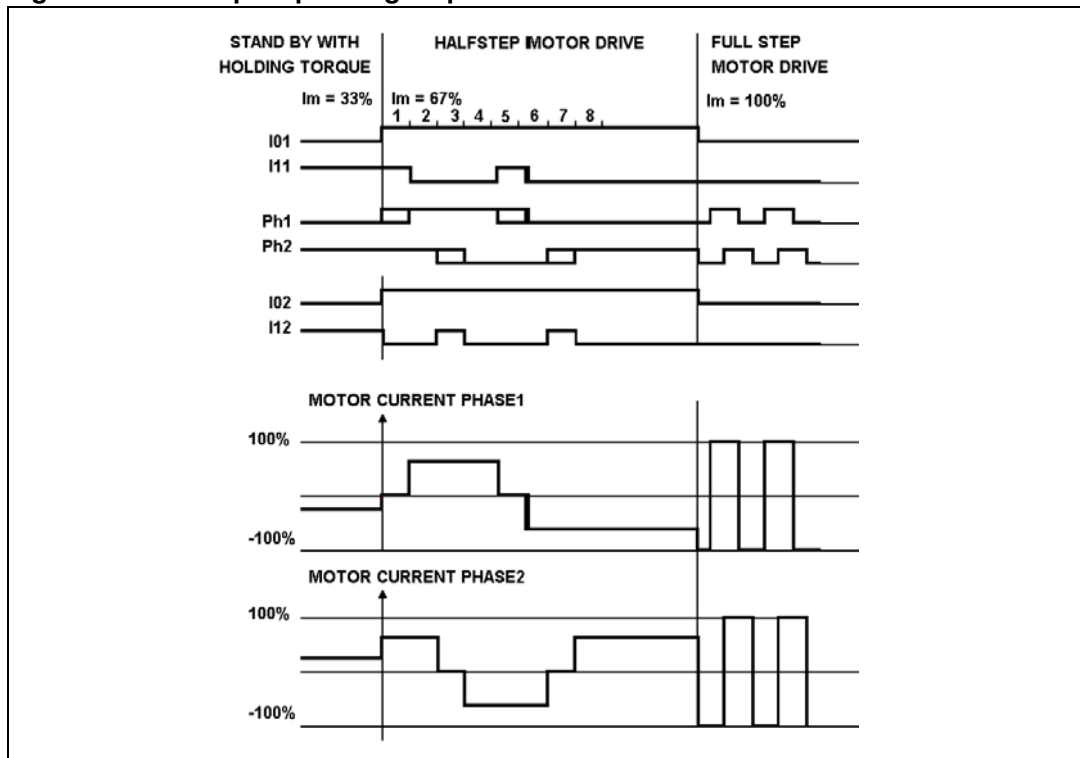 STAND BY WITH
HOLDING TORQUE
HALFSTEP MOTOR DRIVE
FULL STEP
MOTOR DRIVE
Im = 33%
Im = 67%
Im = 100%
1 2 3 4 5 6 7 8
I01
I11
Ph1
Ph2
I02
I12
MOTOR CURRENT PHASE1
100%
-100%
MOTOR CURRENT PHASE2
100%
-100%